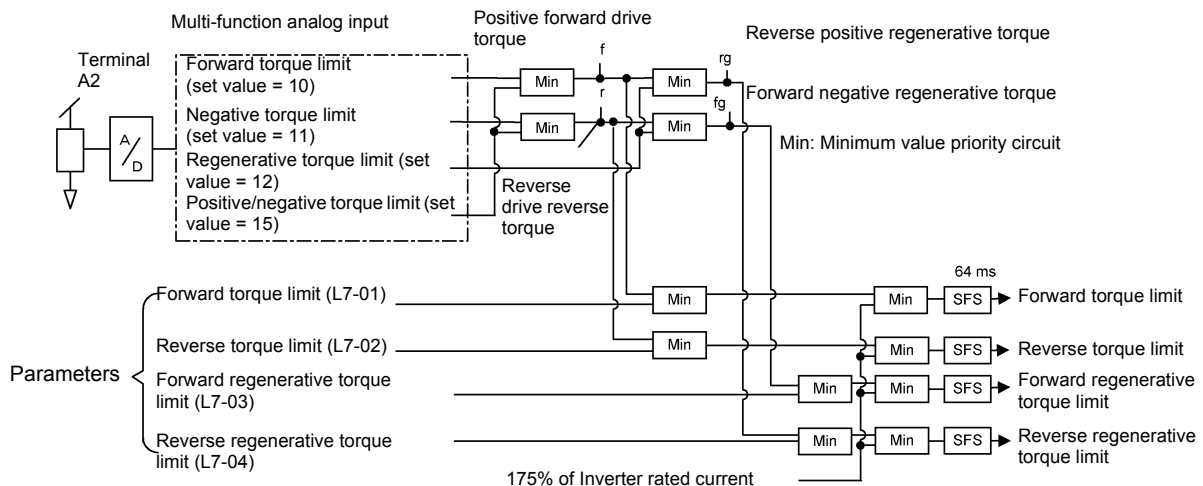 Multi-function analog input
Positive forward drive
torque
Reverse positive regenerative torque
Terminal
A2
Forward torque limit
(set value = 10)
f
rg
Min
Min
Forward negative regenerative torque
Negative torque limit
(set value = 11)
r
fg
Min
Min
Min: Minimum value priority circuit
A
/
D
Regenerative torque limit (set
value = 12)
Positive/negative torque limit (set
value = 15)
Reverse
drive reverse
torque
64 ms
Forward torque limit (L7-01)
Min
Min
SFS
Forward torque limit
Reverse torque limit (L7-02)
Min
Min
SFS
Reverse torque limit
Parameters
Forward regenerative torque
limit (L7-03)
Min
Min
SFS
Forward regenerative
torque limit
Reverse regenerative torque
limit (L7-04)
Min
Min
SFS
Reverse regenerative
torque limit
175% of Inverter rated current